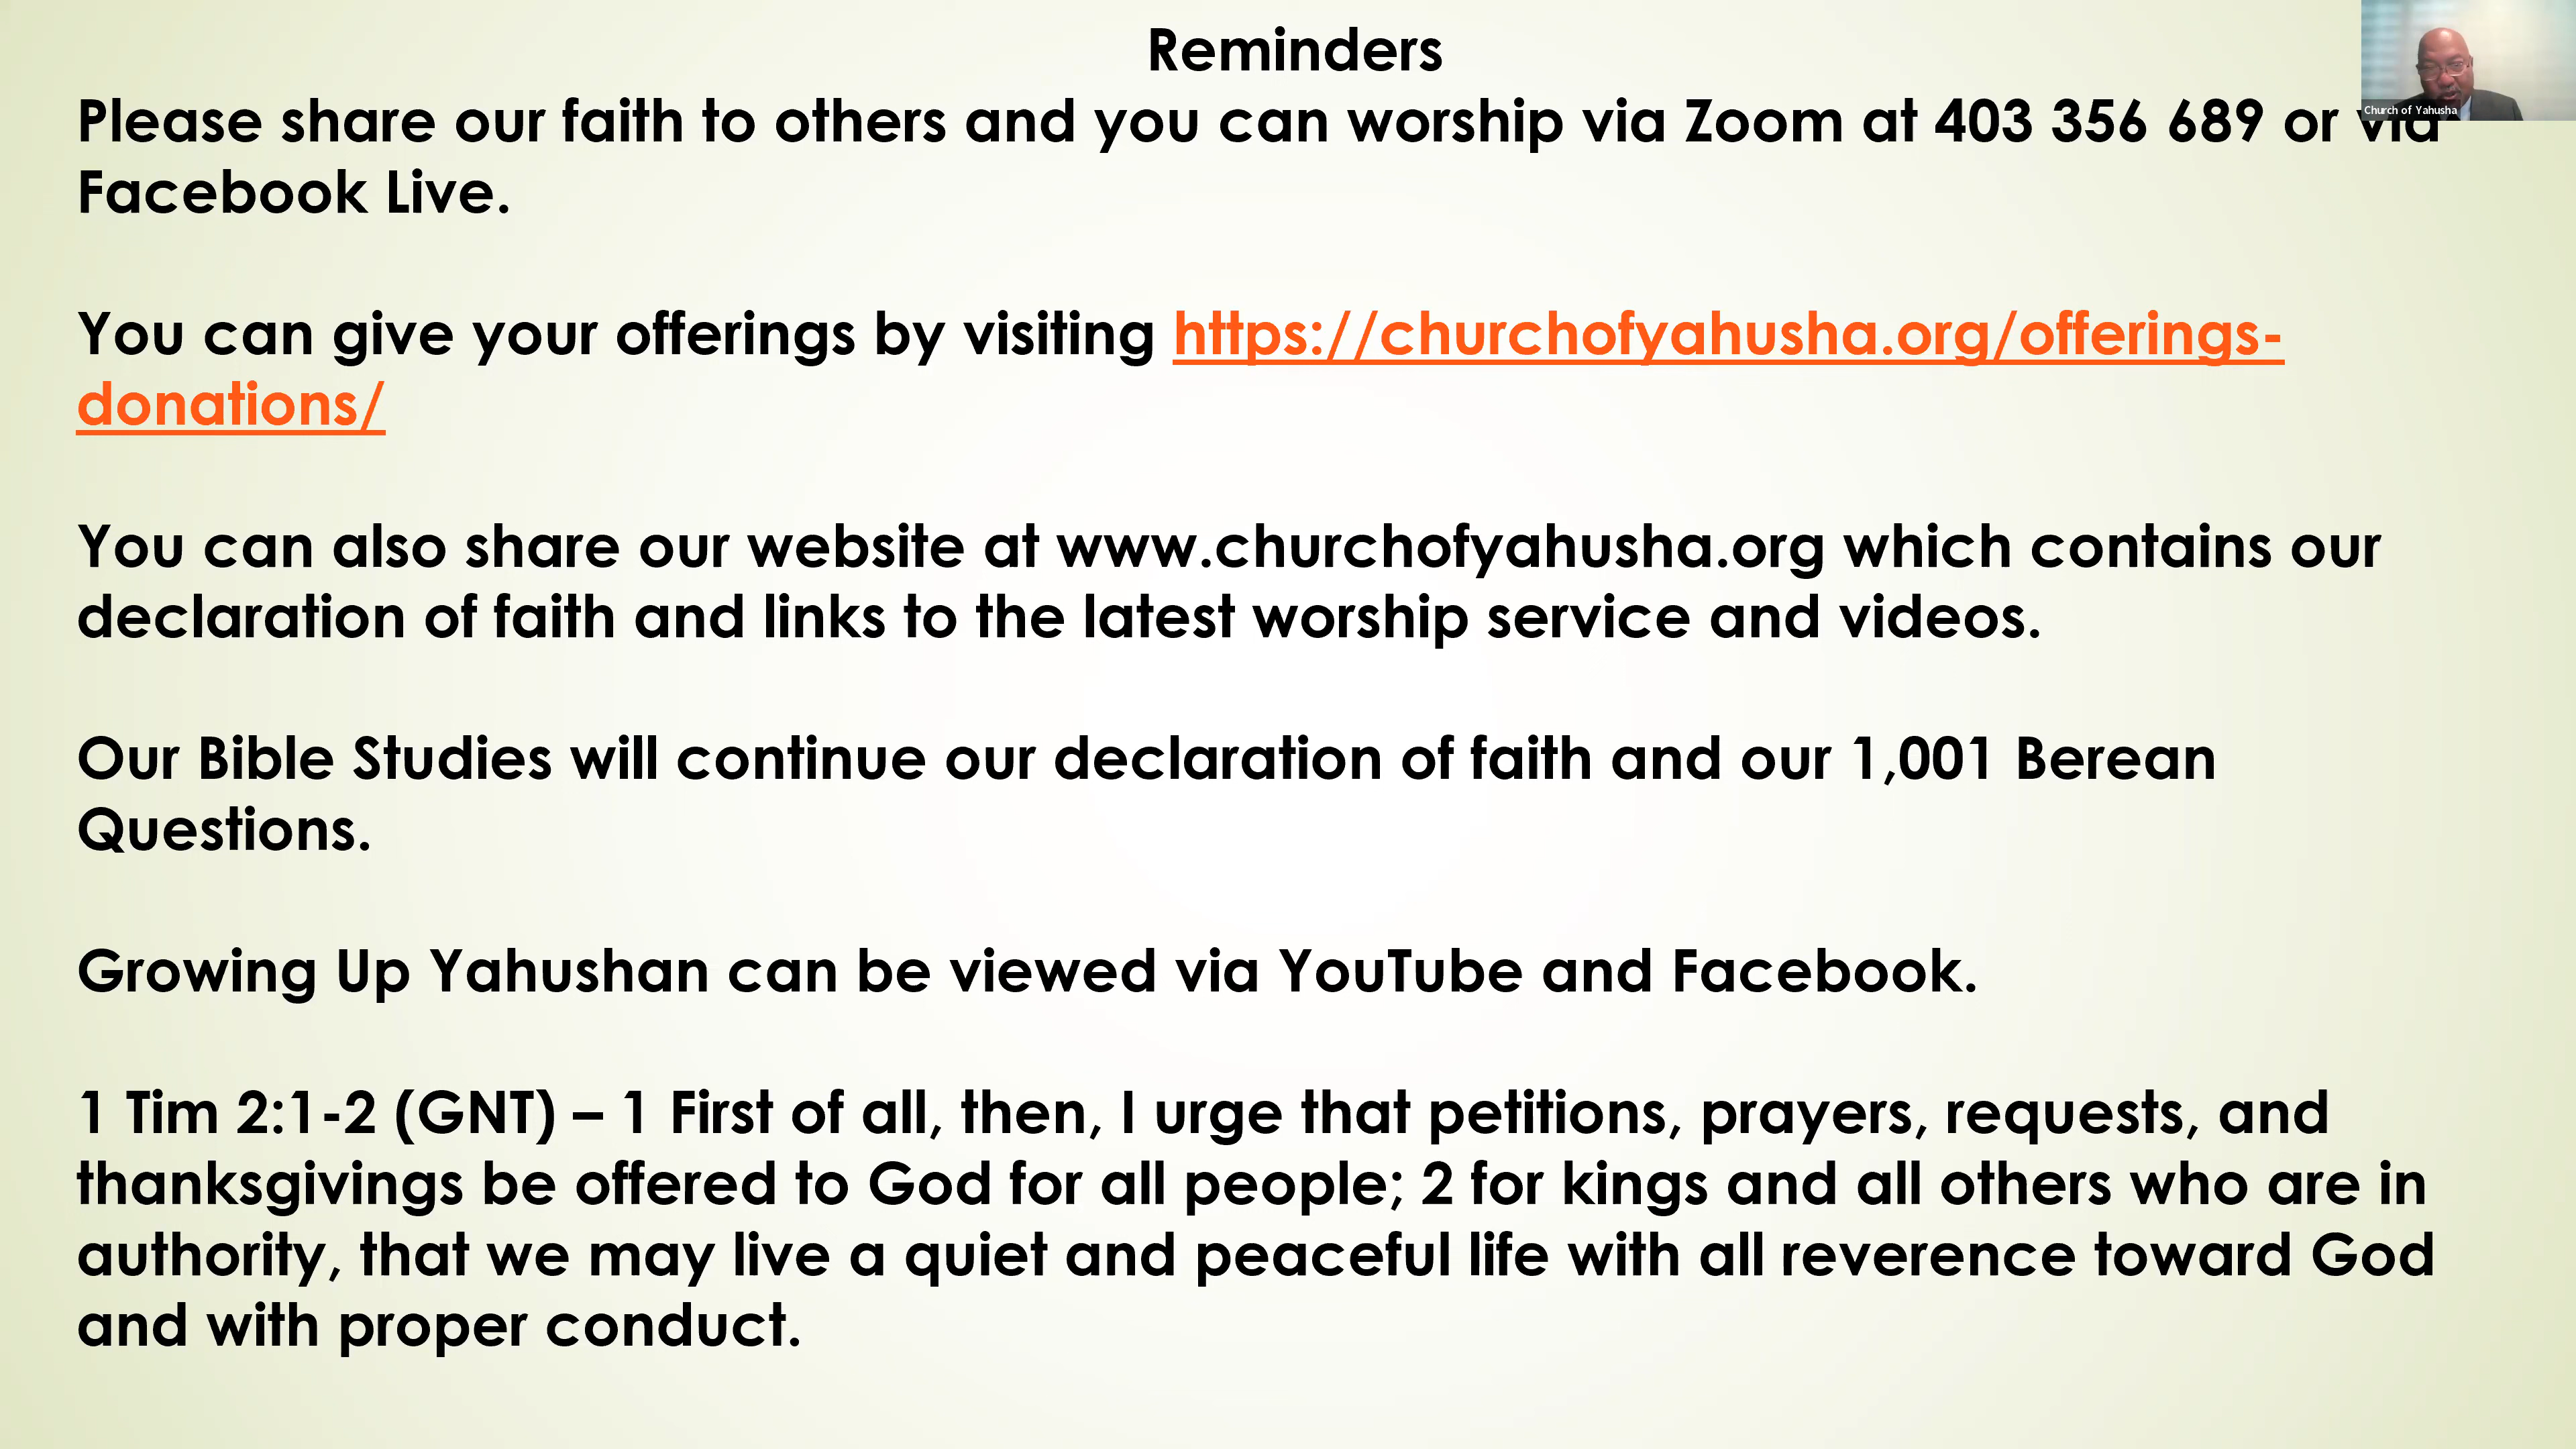 Reminders
Please share our faith to others and you can worship via Zoom at 403 356 689 or via
Facebook Live.
You can give your offerings by visiting https://churchofyahusha.org/offerings-
donations/
You can also share our website at www.churchofyahusha.org which contains our
declaration of faith and links to the latest worship service and videos.
Our Bible Studies will continue our declaration of faith and our 1,001 Berean
Questions.
Growing Up Yahushan can be viewed via YouTube and Facebook.
1 Tim 2:1-2 (GNT) – 1 First of all, then, I urge that petitions, prayers, requests, and
thanksgivings be offered to God for all people; 2 for kings and all others who are in
authority, that we may live a quiet and peaceful life with all reverence toward God
and with proper conduct.
Church of Yahusha